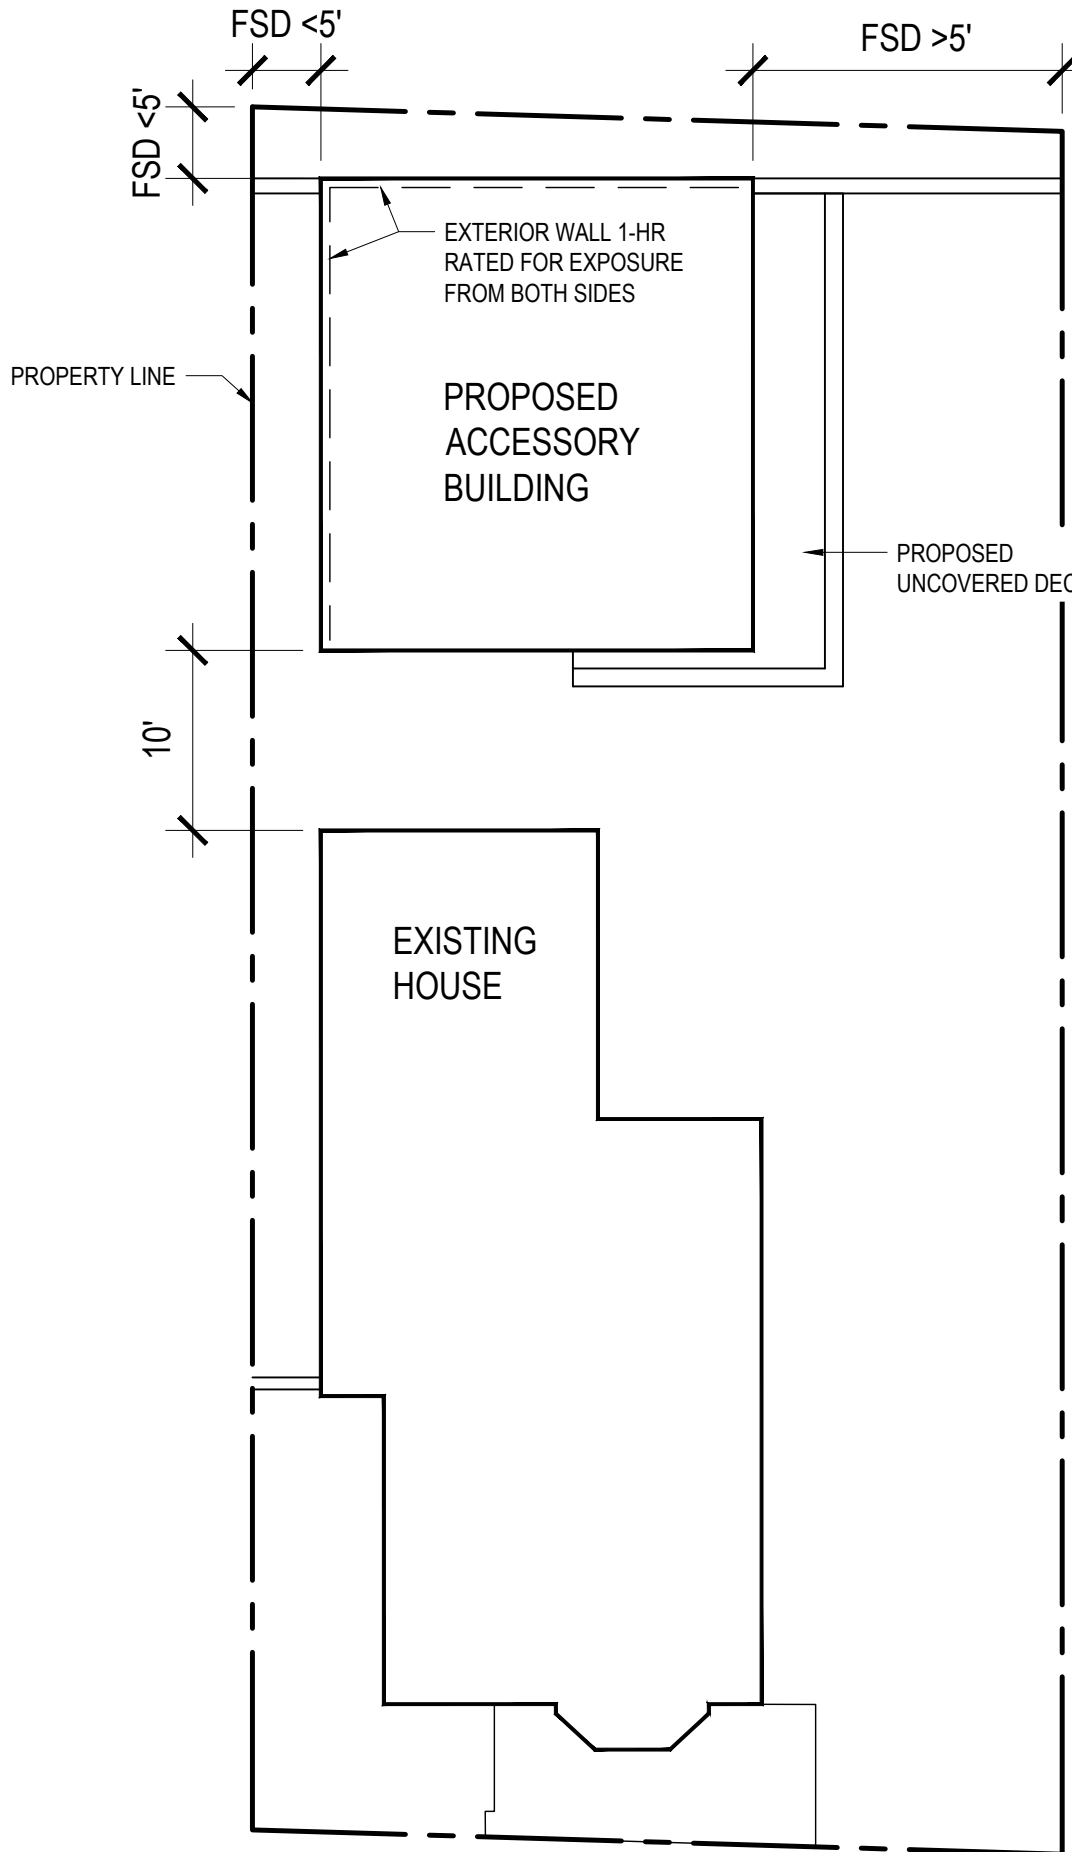 FSD <5'
FSD >5'
FSD <5'
EXTERIOR WALL 1-HR
RATED FOR EXPOSURE
FROM BOTH SIDES
PROPERTY LINE
PROPOSED
ACCESSORY
BUILDING
PROPOSED
UNCOVERED
10'
EXISTING
HOUSE